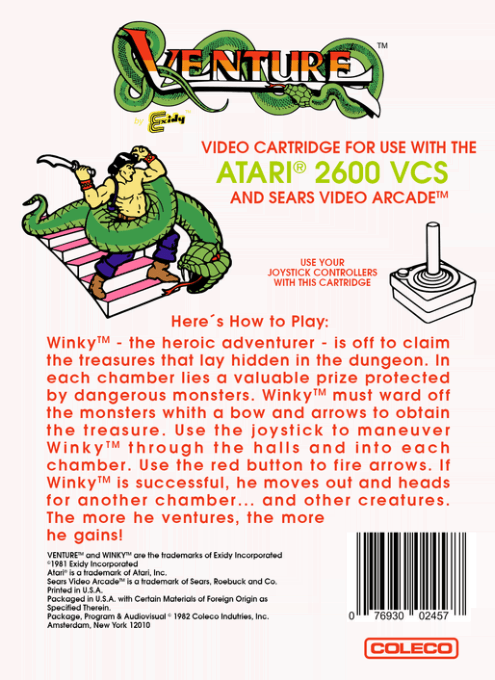 VENTURE™
by Exidy™
VIDEO CARTRIDGE FOR USE WITH THE
ATARI® 2600 VCS
AND SEARS VIDEO ARCADE™
USE YOUR
JOYSTICK CONTROLLERS
WITH THIS CARTRIDGE
Here´s How to Play:
Winky™ - the heroic adventurer - is off to claim
the treasures that lay hidden in the dungeon. In
each chamber lies a valuable prize protected
by dangerous monsters. Winky™ must ward off
the monsters whith a bow and arrows to obtain
the treasure. Use the joystick to maneuver
Winky™ through the halls and into each
chamber. Use the red button to fire arrows. If
Winky™ is successful, he moves out and heads
for another chamber... and other creatures.
The more he ventures, the more
he gains!
VENTURE™ and WINKY™ are the trademarks of Exidy Incorporated
©1981 Exidy Incorporated
Atari® is a trademark of Atari, Inc.
Sears Video Arcade™ is a trademark of Sears, Roebuck and Co.
Printed in U.S.A.
Packaged in U.S.A. with Certain Materials of Foreign Origin as
Specified Therein.
Package, Program & Audiovisual © 1982 Coleco Indutries, Inc.
Amsterdam, New York 12010
0 76930 02457
COLECO